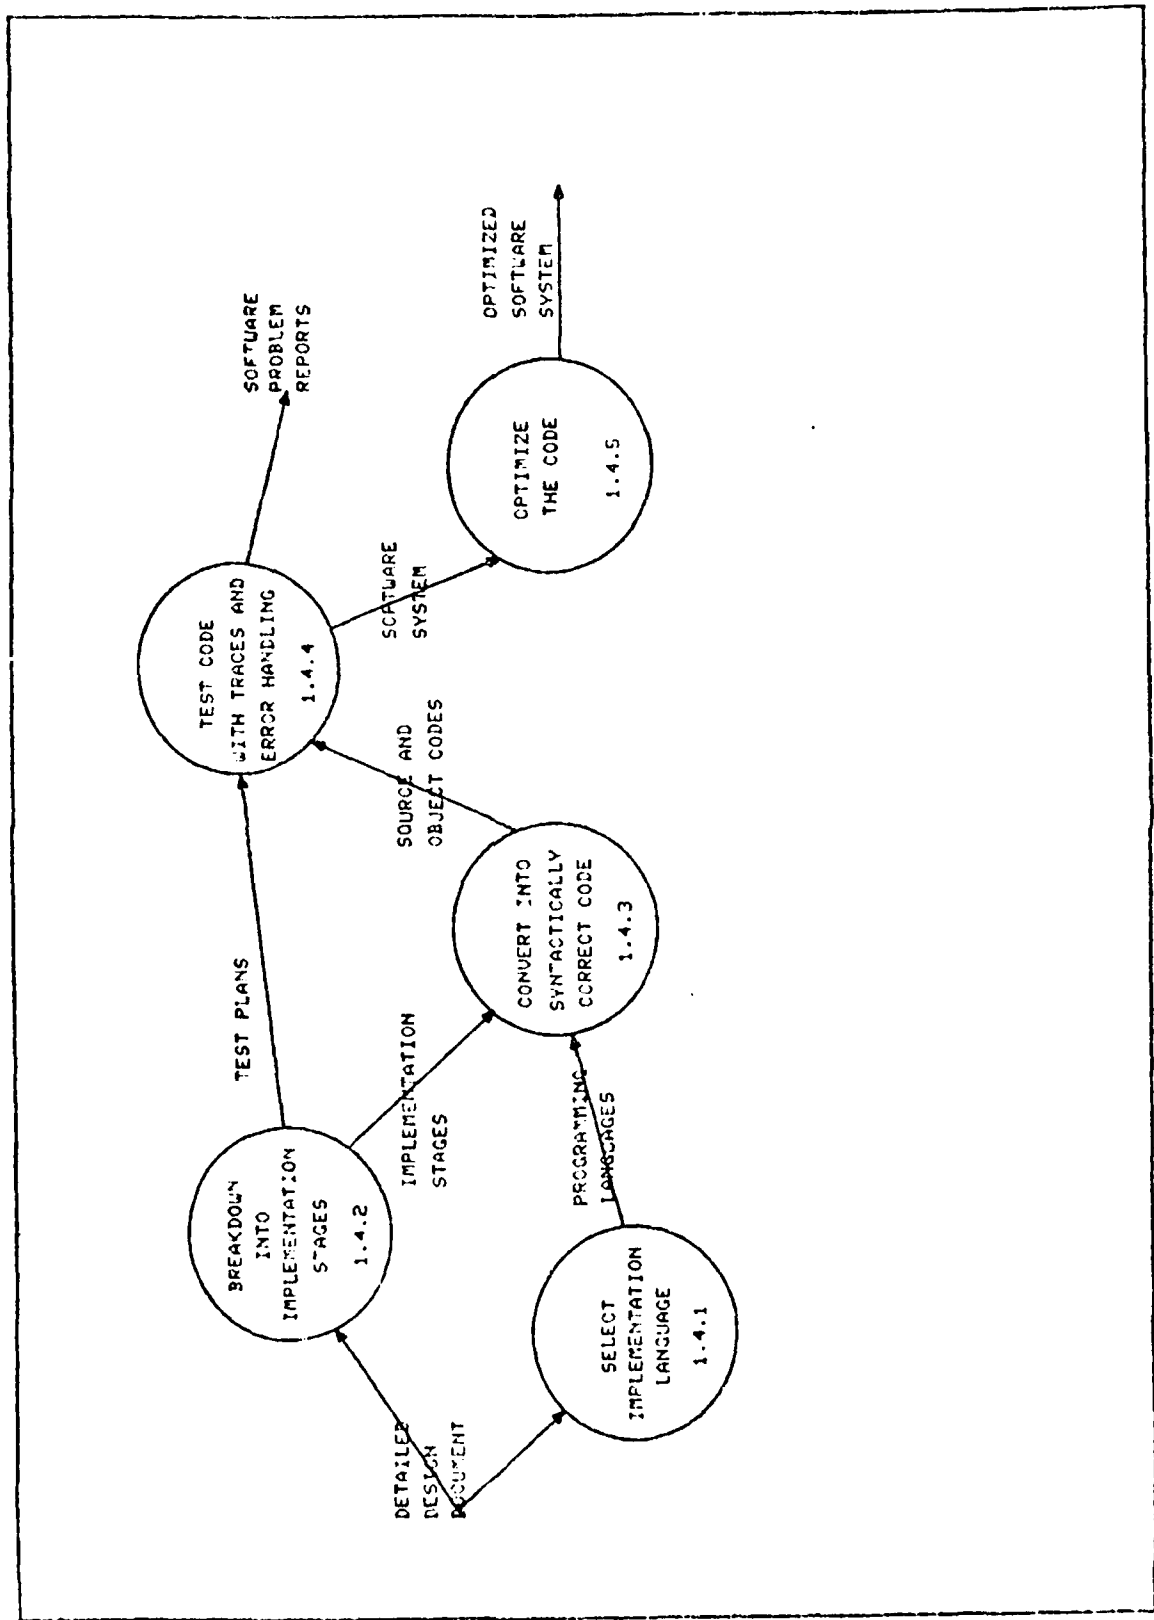 DETAILED
DESIGN
DOCUMENT
BREAKDOWN
INTO
IMPLEMENTATION
STAGES
1.4.2
SELECT
IMPLEMENTATION
LANGUAGE
1.4.1
TEST PLANS
IMPLEMENTATION
STAGES
PROGRAMMING
LANGUAGES
CONVERT INTO
SYNTACTICALLY
CORRECT CODE
1.4.3
SOURCE AND
OBJECT CODES
TEST CODE
WITH TRACES AND
ERROR HANDLING
1.4.4
SOFTWARE
SYSTEM
SOFTWARE
PROBLEM
REPORTS
OPTIMIZE
THE CODE
1.4.5
OPTIMIZED
SOFTWARE
SYSTEM